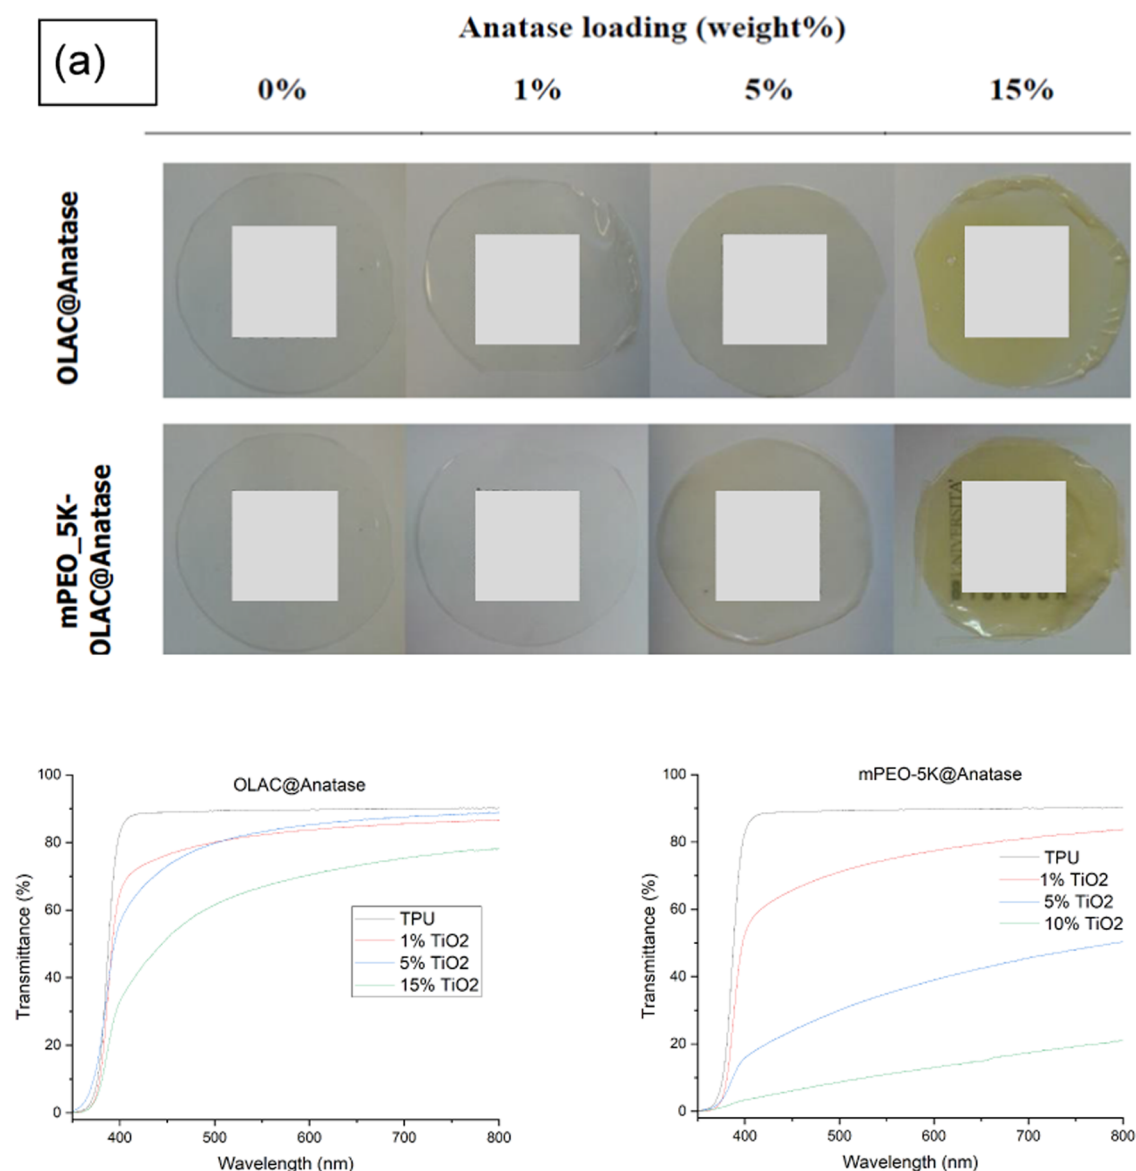 (a)
Anatase loading (weight%)
0% 1% 5% 15%
OLAC@Anatase
mPEO_5K-
OLAC@Anatase
UNIVERSITA'
OLAC@Anatase
100
80
60
40
20
0
Transmittance (%)
TPU
1% TiO2
5% TiO2
15% TiO2
400 500 600 700 800
Wavelength (nm)
mPEO-5K@Anatase
100
80
60
40
20
0
Transmittance (%)
TPU
1% TiO2
5% TiO2
10% TiO2
400 500 600 700 800
Wavelength (nm)